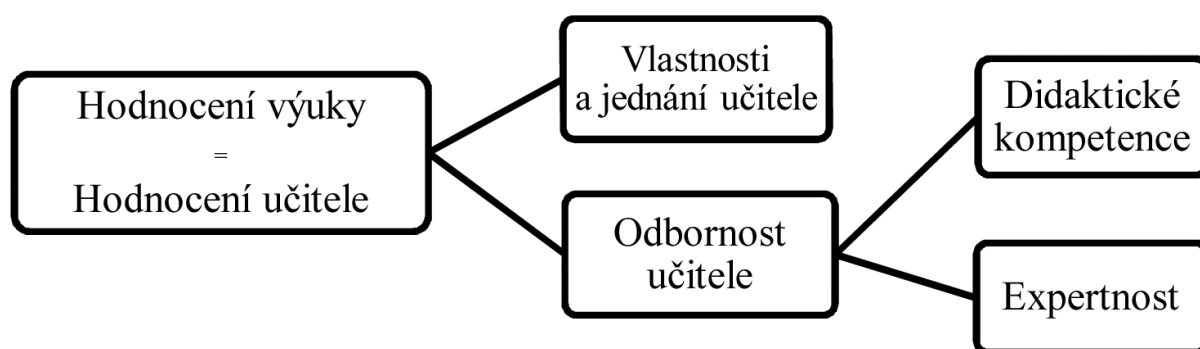 Hodnocení výuky
=
Hodnocení učitele
Vlastnosti
a jednání učitele
Odbornost
učitele
Didaktické
kompetence
Expertnost